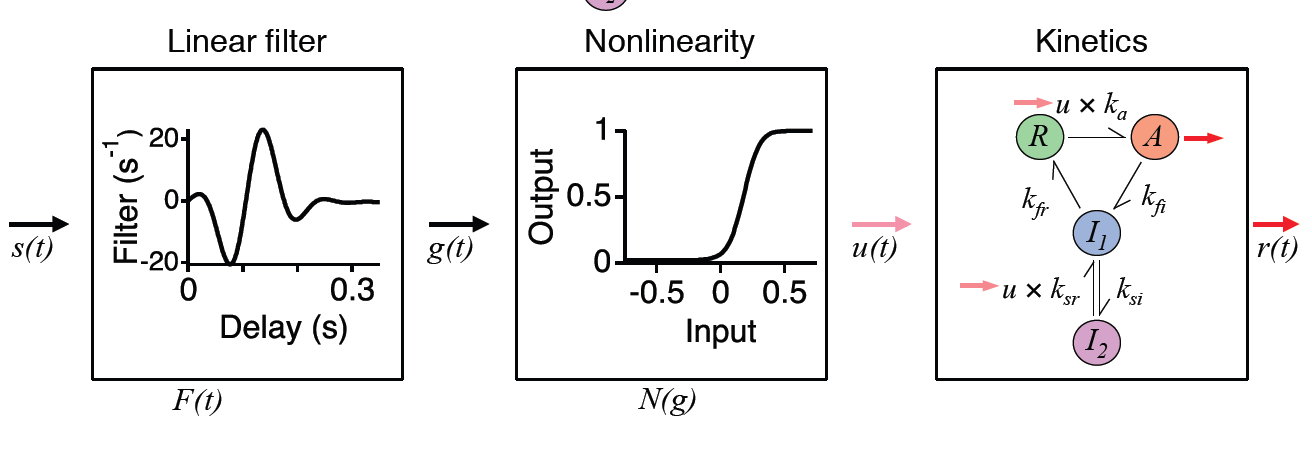 2
Linear filter
Nonlinearity
Kinetics
Filter (s-1)
20
0
-20
0
0.3
Delay (s)
Output
1
0.5
0
-0.5
0
0.5
Input
u × ka
R
A
kfr
kfi
I1
u × ksr
ksi
I2
s(t)
g(t)
u(t)
r(t)
F(t)
N(g)